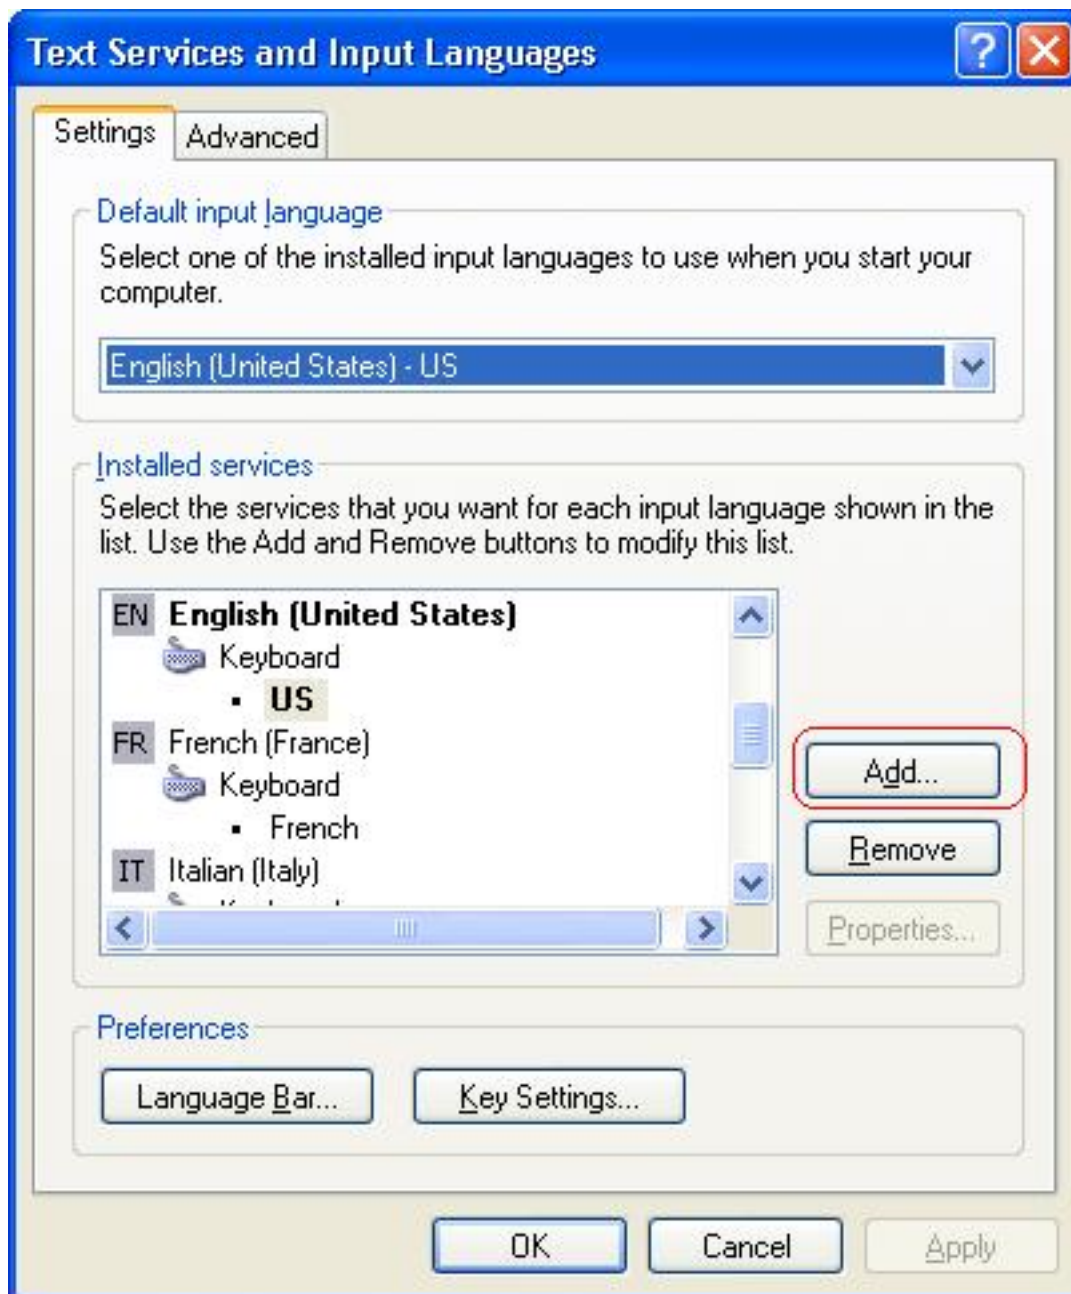 Text Services and Input Languages
Settings
Advanced
Default input language
Select one of the installed input languages to use when you start your
computer.
English (United States) - US
Installed services
Select the services that you want for each input language shown in the
list. Use the Add and Remove buttons to modify this list.
EN English (United States)
Keyboard
US
FR French (France)
Keyboard
French
IT Italian (Italy)
Add...
Remove
Properties...
Preferences
Language Bar...
Key Settings...
OK
Cancel
Apply